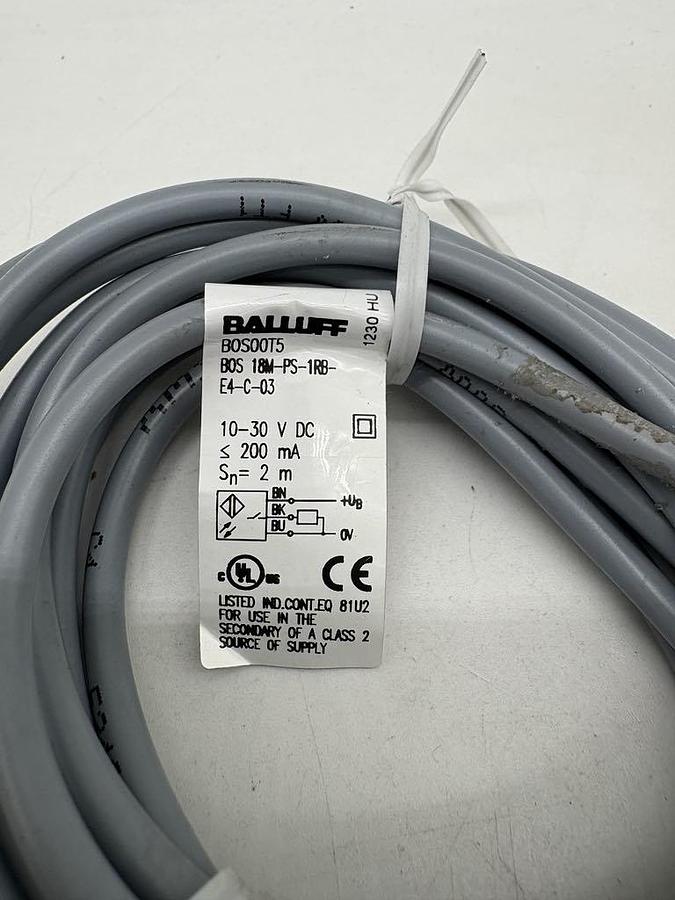 BALLUFF
1230 HU
BOS00T5
BOS 18M-PS-1RB-
E4-C-03
10-30 V DC
≤ 200 mA
Sn= 2 m
BN +UB
BK
BU 0V
c UL us CE
LISTED IND.CONT.EQ 81U2
FOR USE IN THE
SECONDARY OF A CLASS 2
SOURCE OF SUPPLY